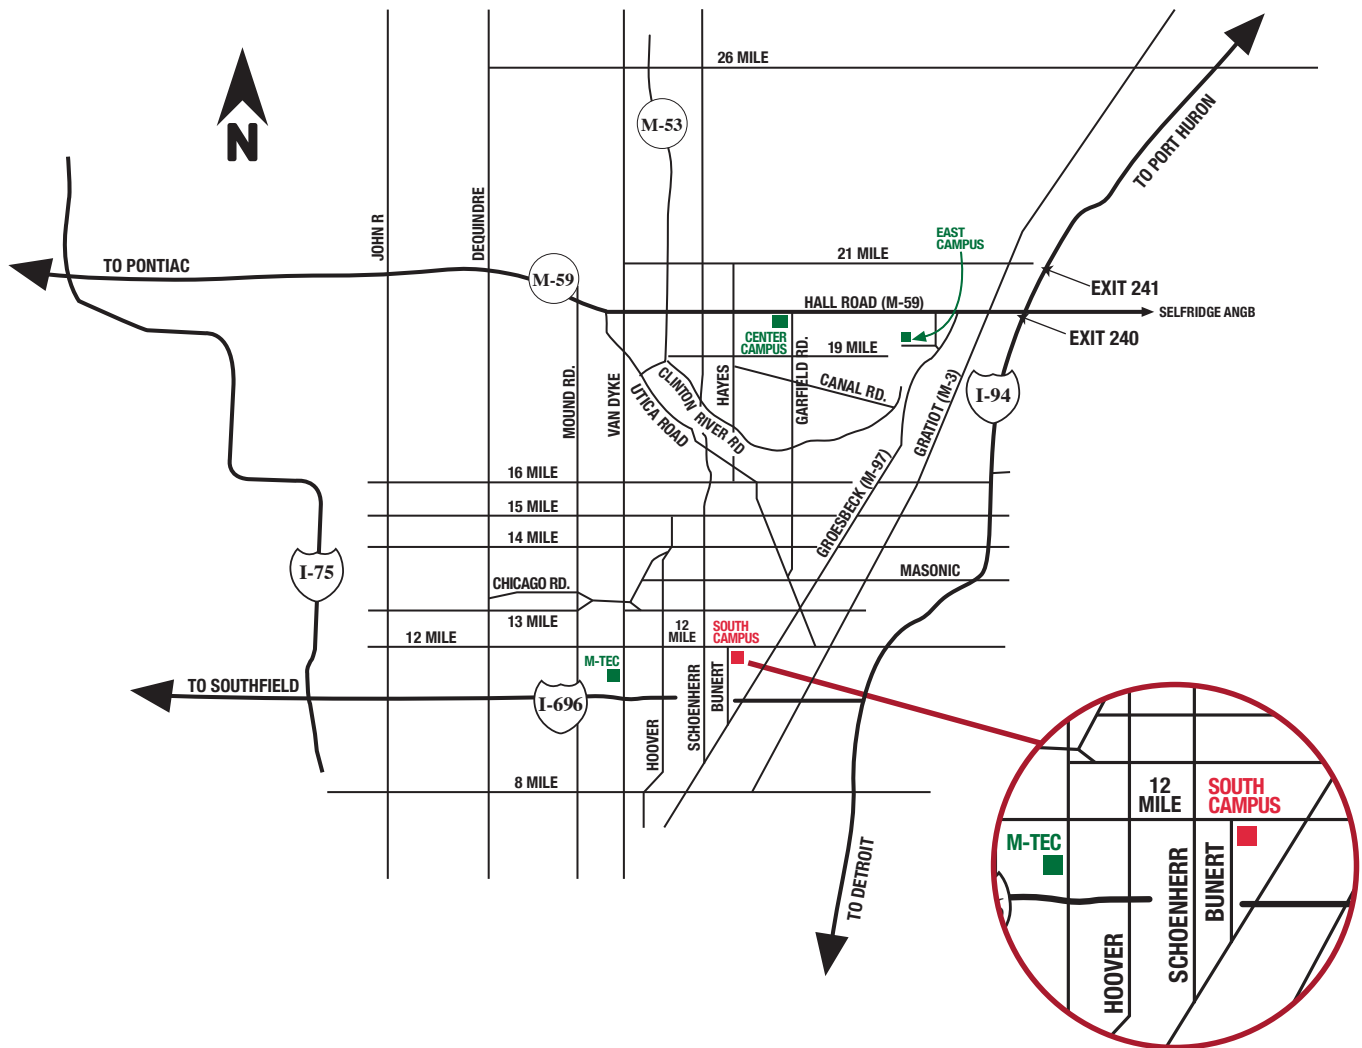 26 MILE
M-53
N
TO PORT HURON
JOHN R
DEQUINDRE
EAST
CAMPUS
21 MILE
TO PONTIAC
M-59
EXIT 241
HALL ROAD (M-59)
SELFRIDGE ANGB
EXIT 240
CENTER
CAMPUS
19 MILE
GARFIELD RD.
MOUND RD.
VAN DYKE
UTICA ROAD
CLINTON RIVER RD
HAYES
CANAL RD.
GRATIOT (M-3)
I-94
GROESBECK (M-97)
16 MILE
15 MILE
14 MILE
I-75
CHICAGO RD.
MASONIC
13 MILE
12 MILE
12
MILE
SOUTH
CAMPUS
M-TEC
TO SOUTHFIELD
I-696
HOOVER
SCHOENHERR
BUNERT
8 MILE
TO DETROIT
12
MILE
SOUTH
CAMPUS
M-TEC
HOOVER
SCHOENHERR
BUNERT